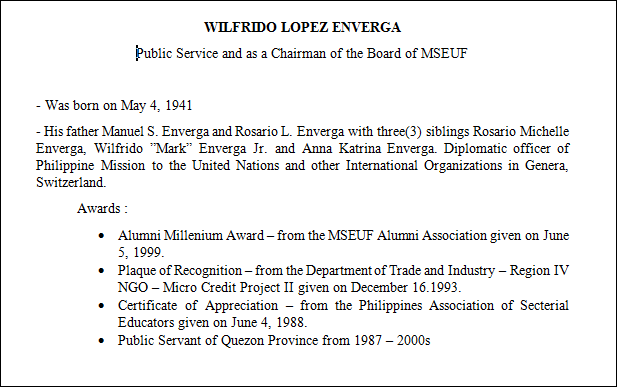 WILFRIDO LOPEZ ENVERGA
Public Service and as a Chairman of the Board of MSEUF
- Was born on May 4, 1941
- His father Manuel S. Enverga and Rosario L. Enverga with three(3) siblings Rosario Michelle
Enverga, Wilfrido ”Mark” Enverga Jr. and Anna Katrina Enverga. Diplomatic officer of
Philippine Mission to the United Nations and other International Organizations in Genera,
Switzerland.
Awards :
• Alumni Millenium Award – from the MSEUF Alumni Association given on June
5, 1999.
• Plaque of Recognition – from the Department of Trade and Industry – Region IV
NGO – Micro Credit Project II given on December 16.1993.
• Certificate of Appreciation – from the Philippines Association of Secterial
Educators given on June 4, 1988.
• Public Servant of Quezon Province from 1987 – 2000s